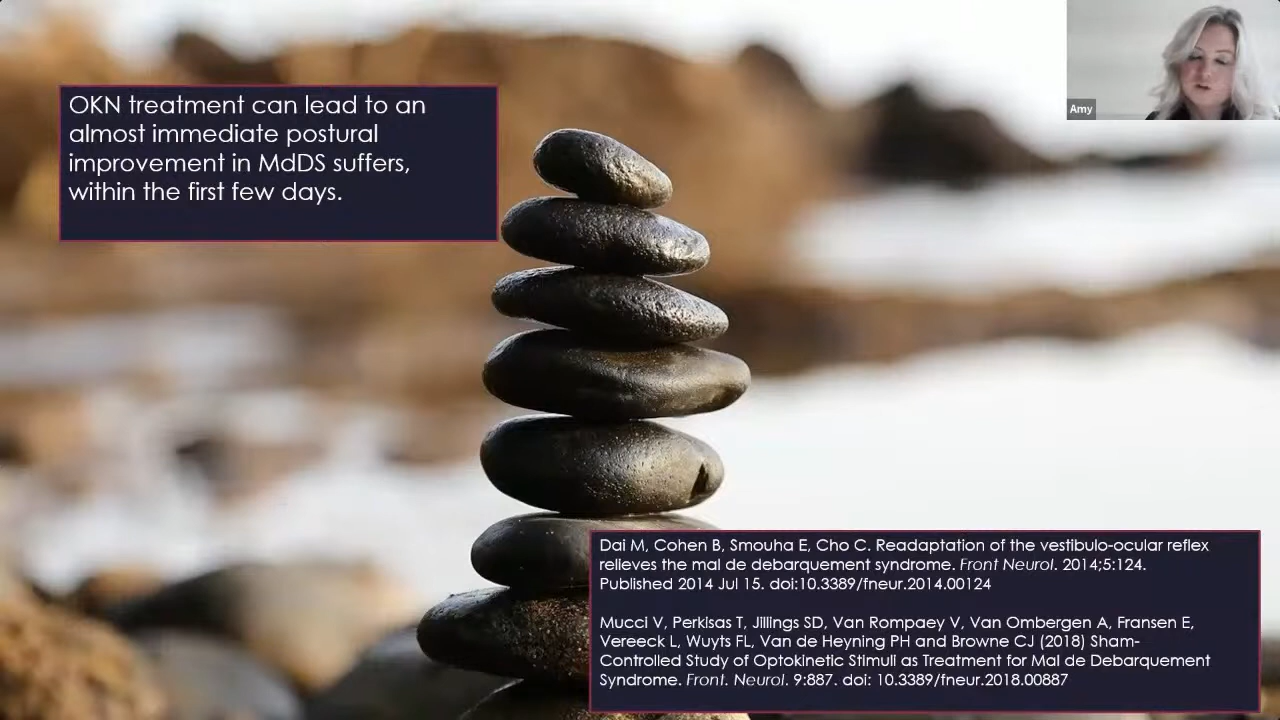 OKN treatment can lead to an
almost immediate postural
improvement in MdDS suffers,
within the first few days.
Amy
Dai M, Cohen B, Smouha E, Cho C. Readaptation of the vestibulo-ocular reflex
relieves the mal de debarquement syndrome. Front Neurol. 2014;5:124.
Published 2014 Jul 15. doi:10.3389/fneur.2014.00124
Mucci V, Perkisas T, Jillings SD, Van Rompaey V, Van Ombergen A, Fransen E,
Vereeck L, Wuyts FL, Van de Heyning PH and Browne CJ (2018) Sham-
Controlled Study of Optokinetic Stimuli as Treatment for Mal de Debarquement
Syndrome. Front. Neurol. 9:887. doi: 10.3389/fneur.2018.00887